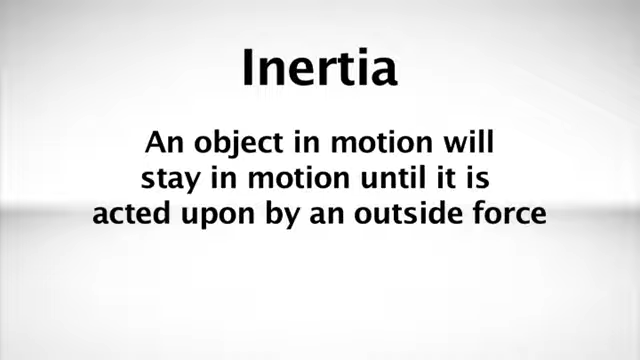 Inertia
An object in motion will
stay in motion until it is
acted upon by an outside force